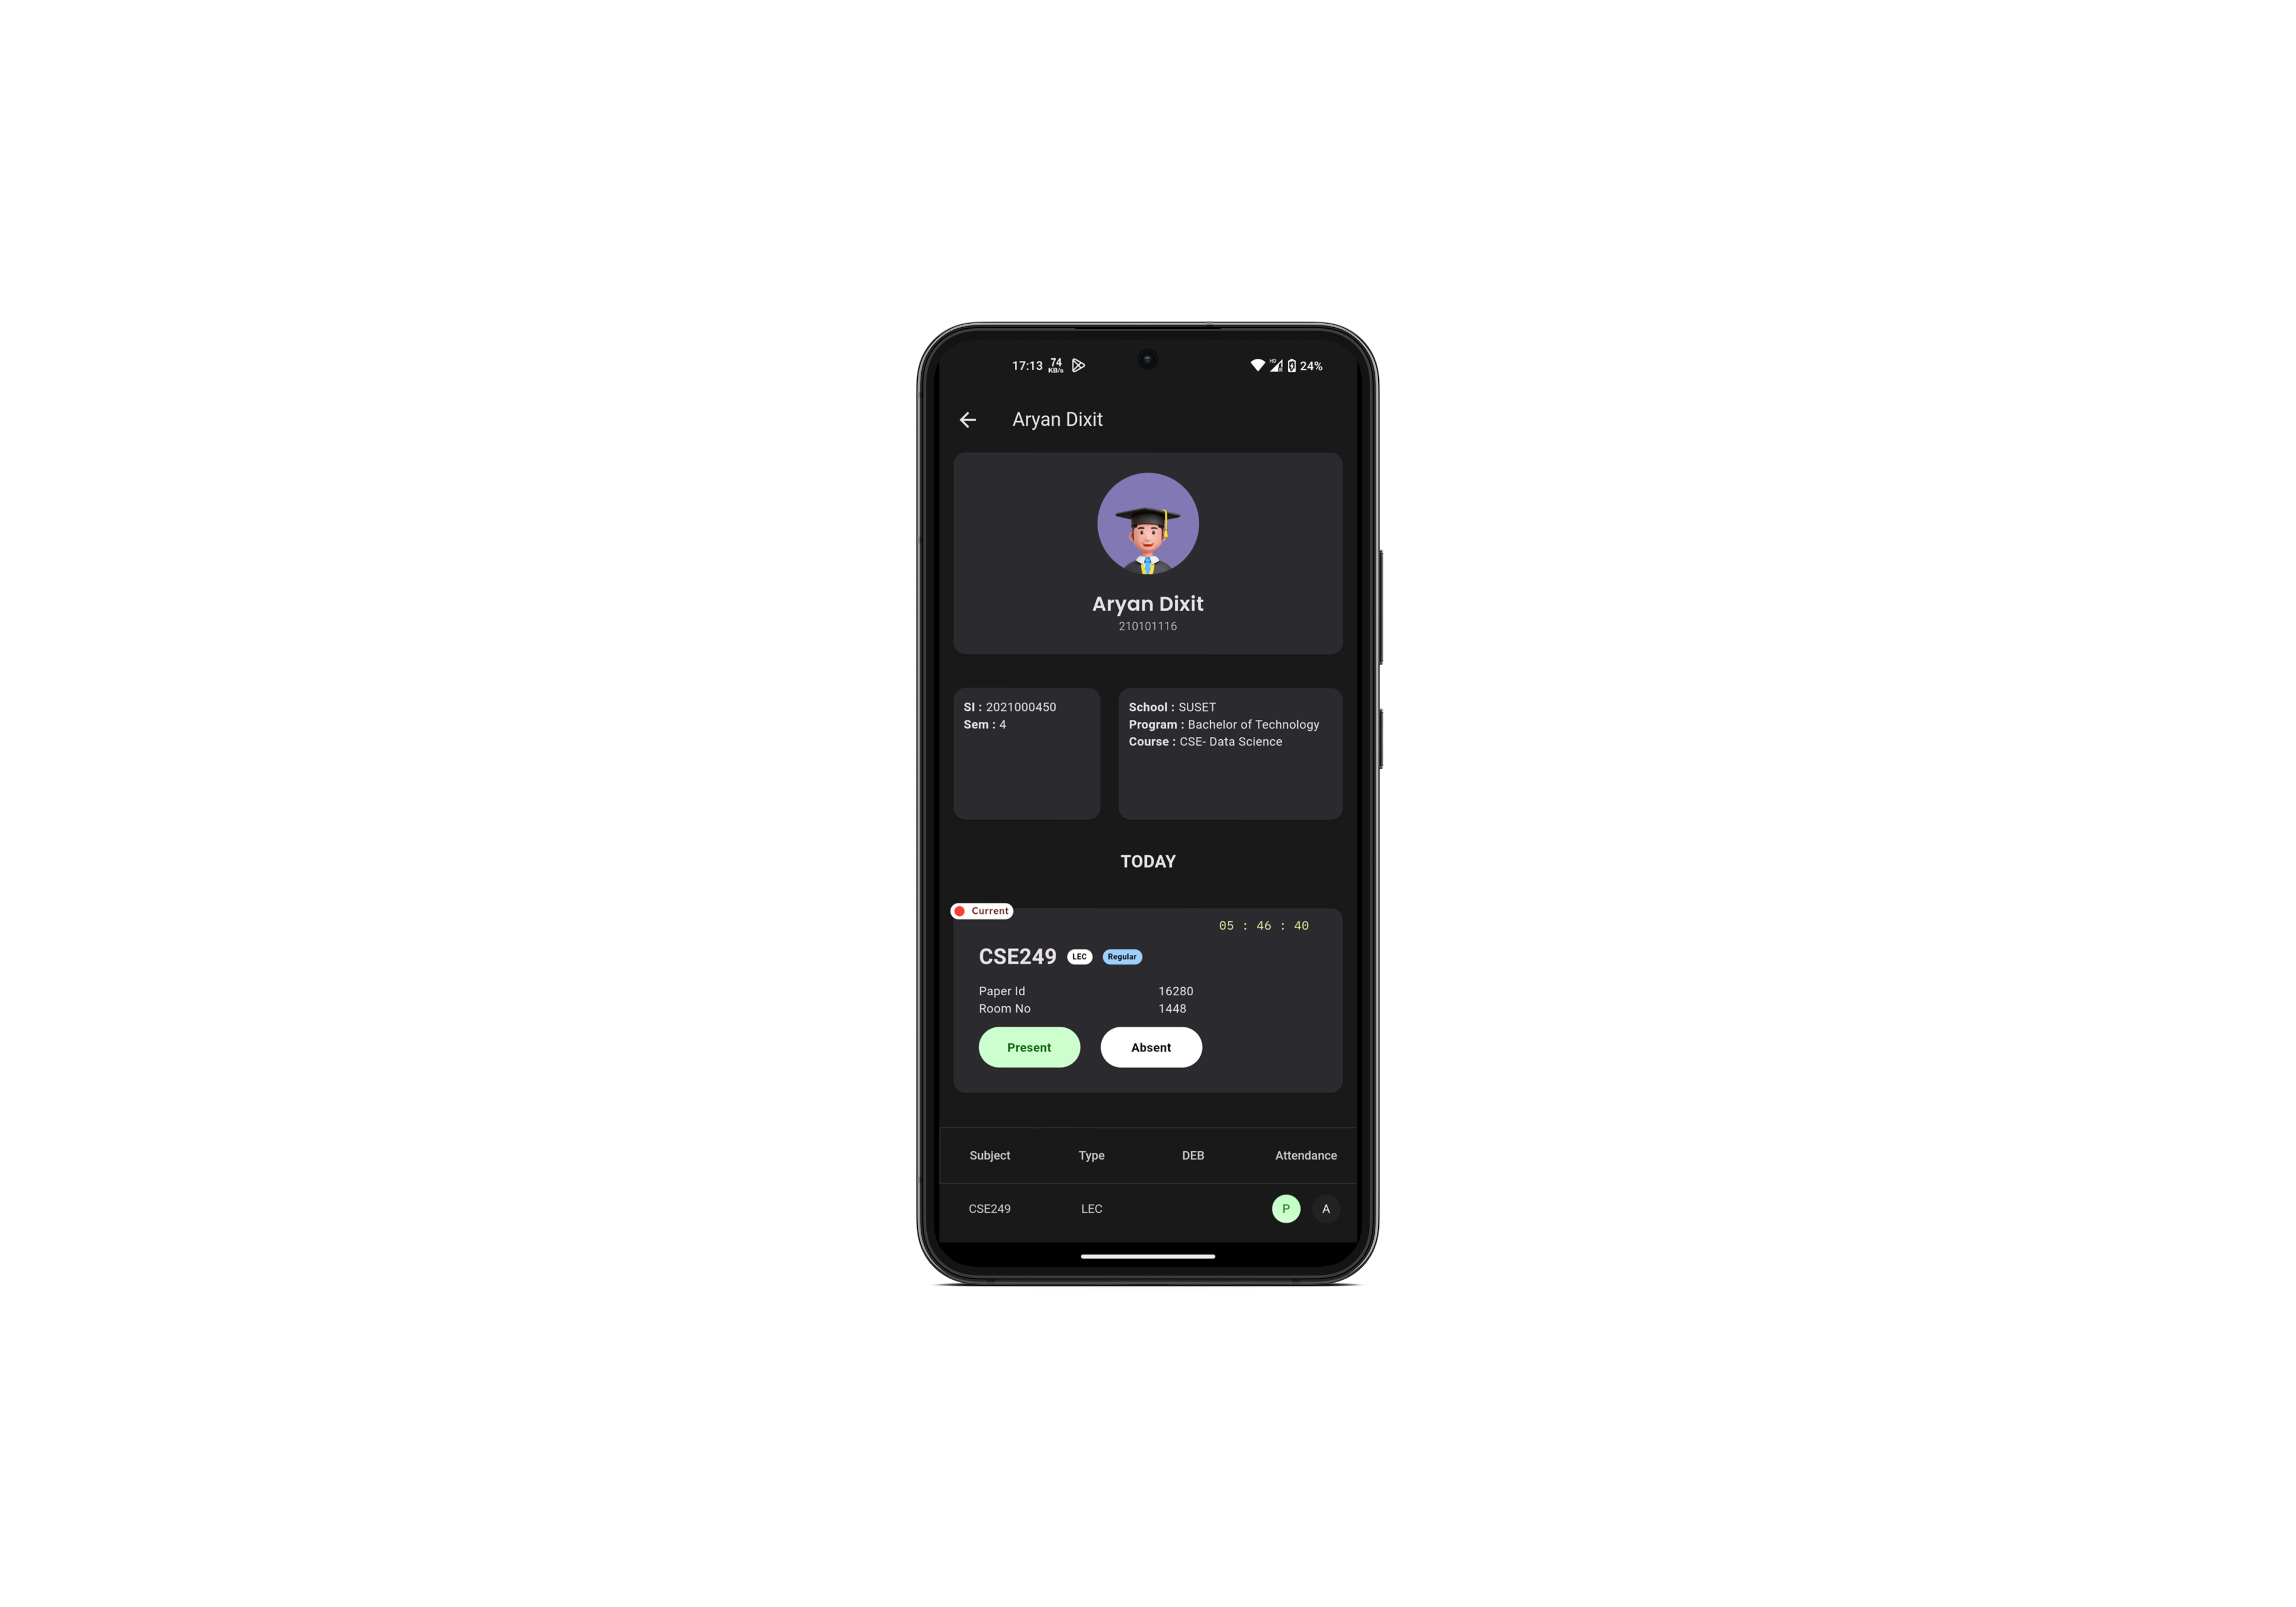 17:13 74 KB/s HD 24%
Aryan Dixit
Aryan Dixit
210101116
SI : 2021000450
Sem : 4
School : SUSET
Program : Bachelor of Technology
Course : CSE- Data Science
TODAY
Current
05 : 46 : 40
CSE249 LEC Regular
Paper Id 16280
Room No 1448
Present Absent
Subject Type DEB Attendance
CSE249 LEC P A